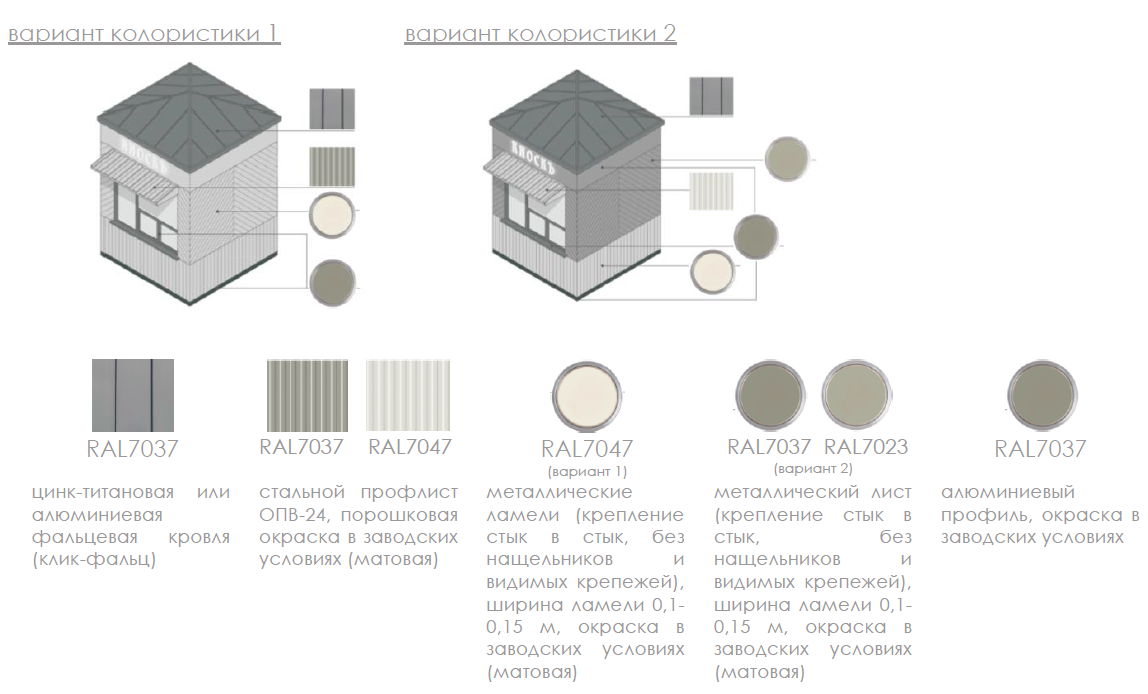 вариант колористики 1
вариант колористики 2
КИОСКЪ
КИОСКЪ
RAL7037
цинк-титановая или
алюминиевая
фальцевая кровля
(клик-фальц)
RAL7037 RAL7047
стальной профлист
ОПВ-24, порошковая
окраска в заводских
условиях (матовая)
RAL7047
(вариант 1)
металлические
ламели (крепление
стык в стык, без
нащельников и
видимых крепежей),
ширина ламели 0,1-
0,15 м, окраска в
заводских условиях
(матовая)
RAL7037 RAL7023
(вариант 2)
металлический лист
(крепление стык в
стык, без
нащельников и
видимых крепежей),
ширина ламели 0,1-
0,15 м, окраска в
заводских условиях
(матовая)
RAL7037
алюминиевый
профиль, окраска в
заводских условиях